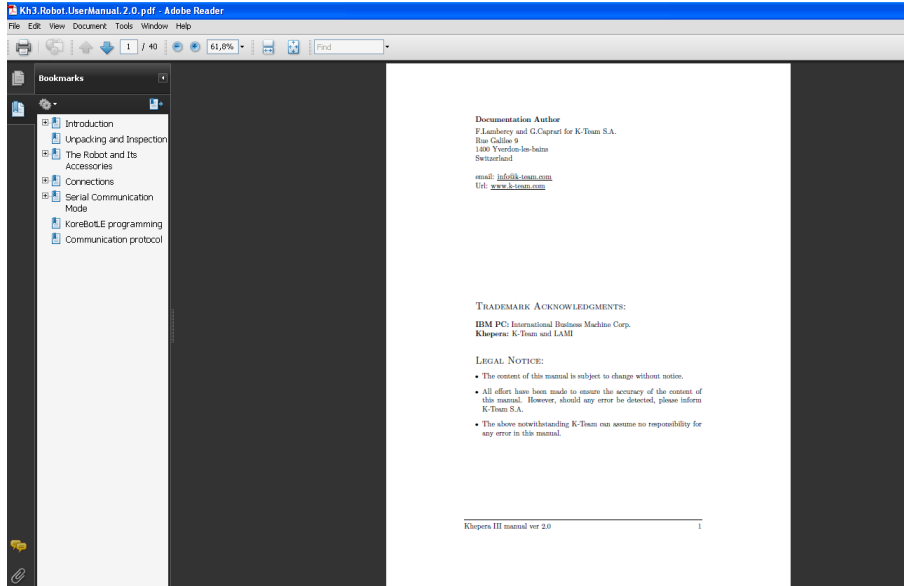 Kh3.Robot.UserManual.2.0.pdf - Adobe Reader
File Edit View Document Tools Window Help
1 / 40 61,8% Find
Bookmarks
Introduction
Unpacking and Inspection
The Robot and Its
Accessories
Connections
Serial Communication
Mode
KoreBotLE programming
Communication protocol
Documentation Author
F.Lambercy and G.Caprari for K-Team S.A.
Rue Galilee 9
1400 Yverdon-les-bains
Switzerland
email: info@k-team.com
Url: www.k-team.com
Trademark Acknowledgments:
IBM PC: International Business Machine Corp.
Khepera: K-Team and LAMI
Legal Notice:
• The content of this manual is subject to change without notice.
• All effort have been made to ensure the accuracy of the content of
this manual. However, should any error be detected, please inform
K-Team S.A.
• The above notwithstanding K-Team can assume no responsibility for
any error in this manual.
Khepera III manual ver 2.0 1